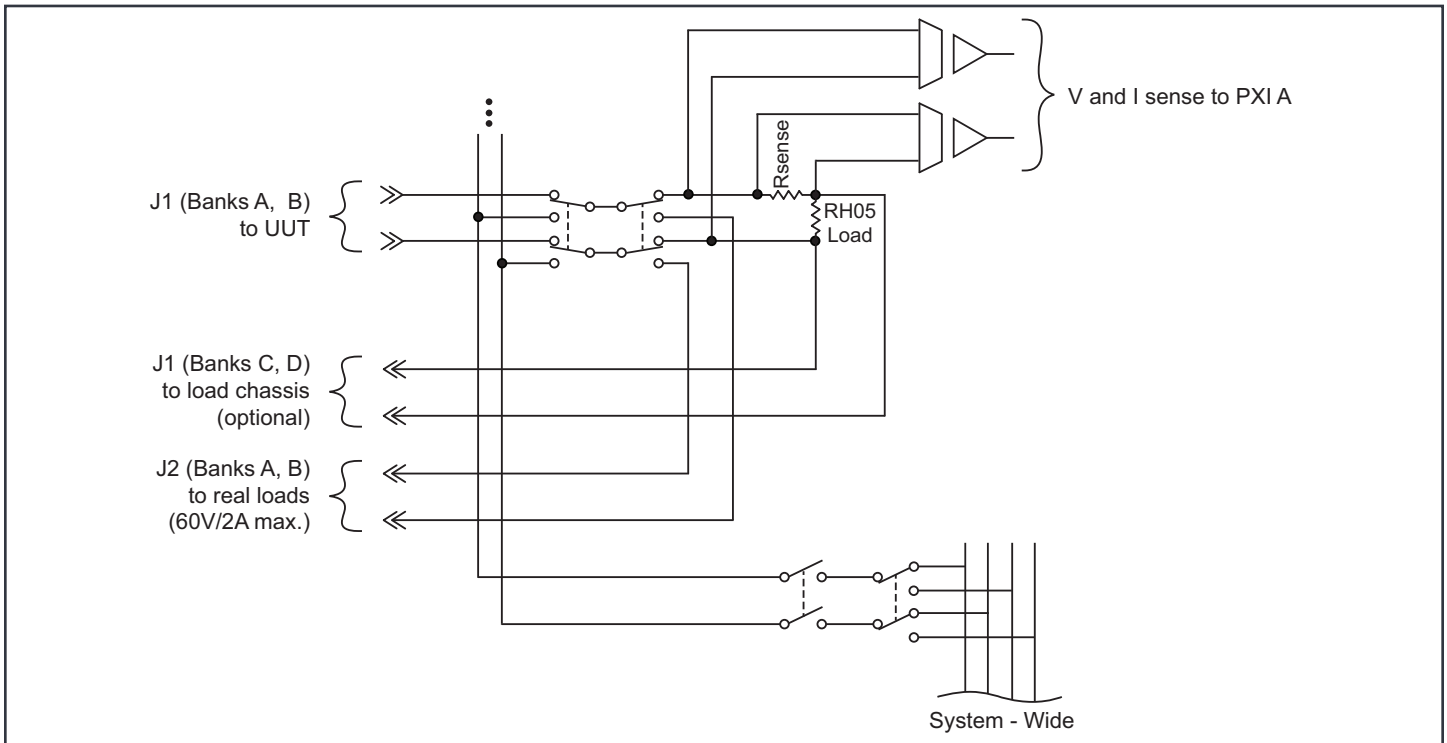 V and I sense to PXI A
Rsense
J1 (Banks A, B)
to UUT
RH05
Load
J1 (Banks C, D)
to load chassis
(optional)
J2 (Banks A, B)
to real loads
(60V/2A max.)
System - Wide